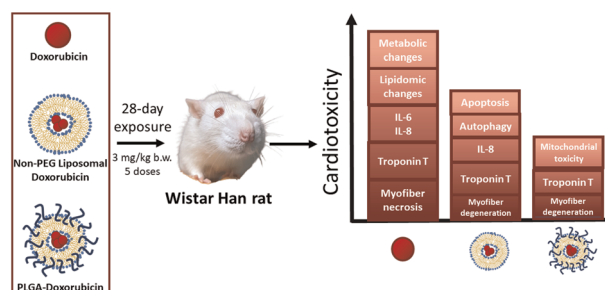 Doxorubicin
Non-PEG Liposomal
Doxorubicin
PLGA-Doxorubicin
28-day
exposure
3 mg/kg b.w.
5 doses
Wistar Han rat
Cardiotoxicity
Metabolic
changes
Lipidomic
changes
IL-6
IL-8
Troponin T
Myofiber
necrosis
Apoptosis
Autophagy
IL-8
Troponin T
Myofiber
degeneration
Mitochondrial
toxicity
Troponin T
Myofiber
degeneration